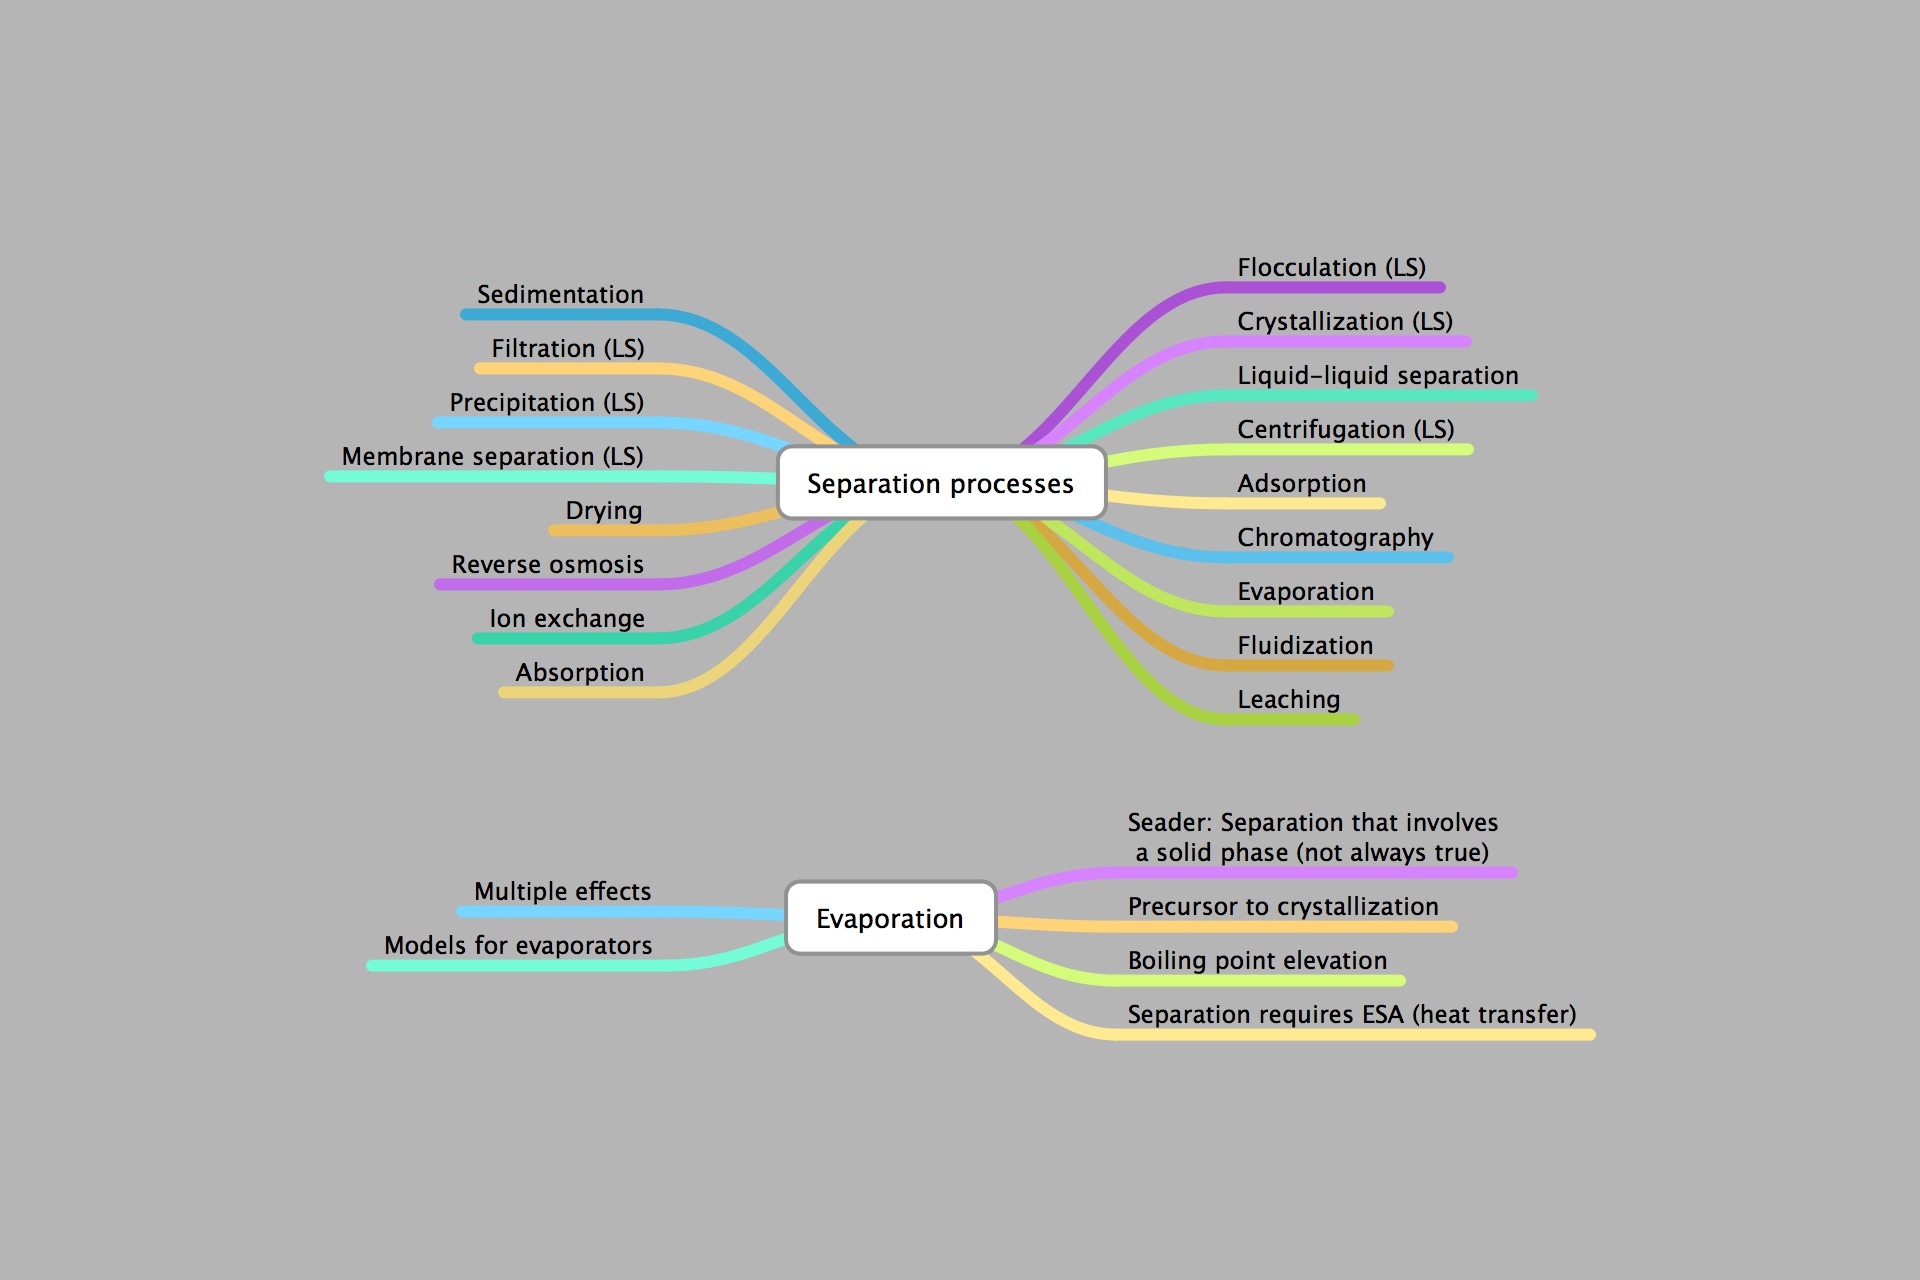 Separation processes
Sedimentation
Filtration (LS)
Precipitation (LS)
Membrane separation (LS)
Drying
Reverse osmosis
Ion exchange
Absorption
Flocculation (LS)
Crystallization (LS)
Liquid-liquid separation
Centrifugation (LS)
Adsorption
Chromatography
Evaporation
Fluidization
Leaching
Evaporation
Multiple effects
Models for evaporators
Seader: Separation that involves
a solid phase (not always true)
Precursor to crystallization
Boiling point elevation
Separation requires ESA (heat transfer)